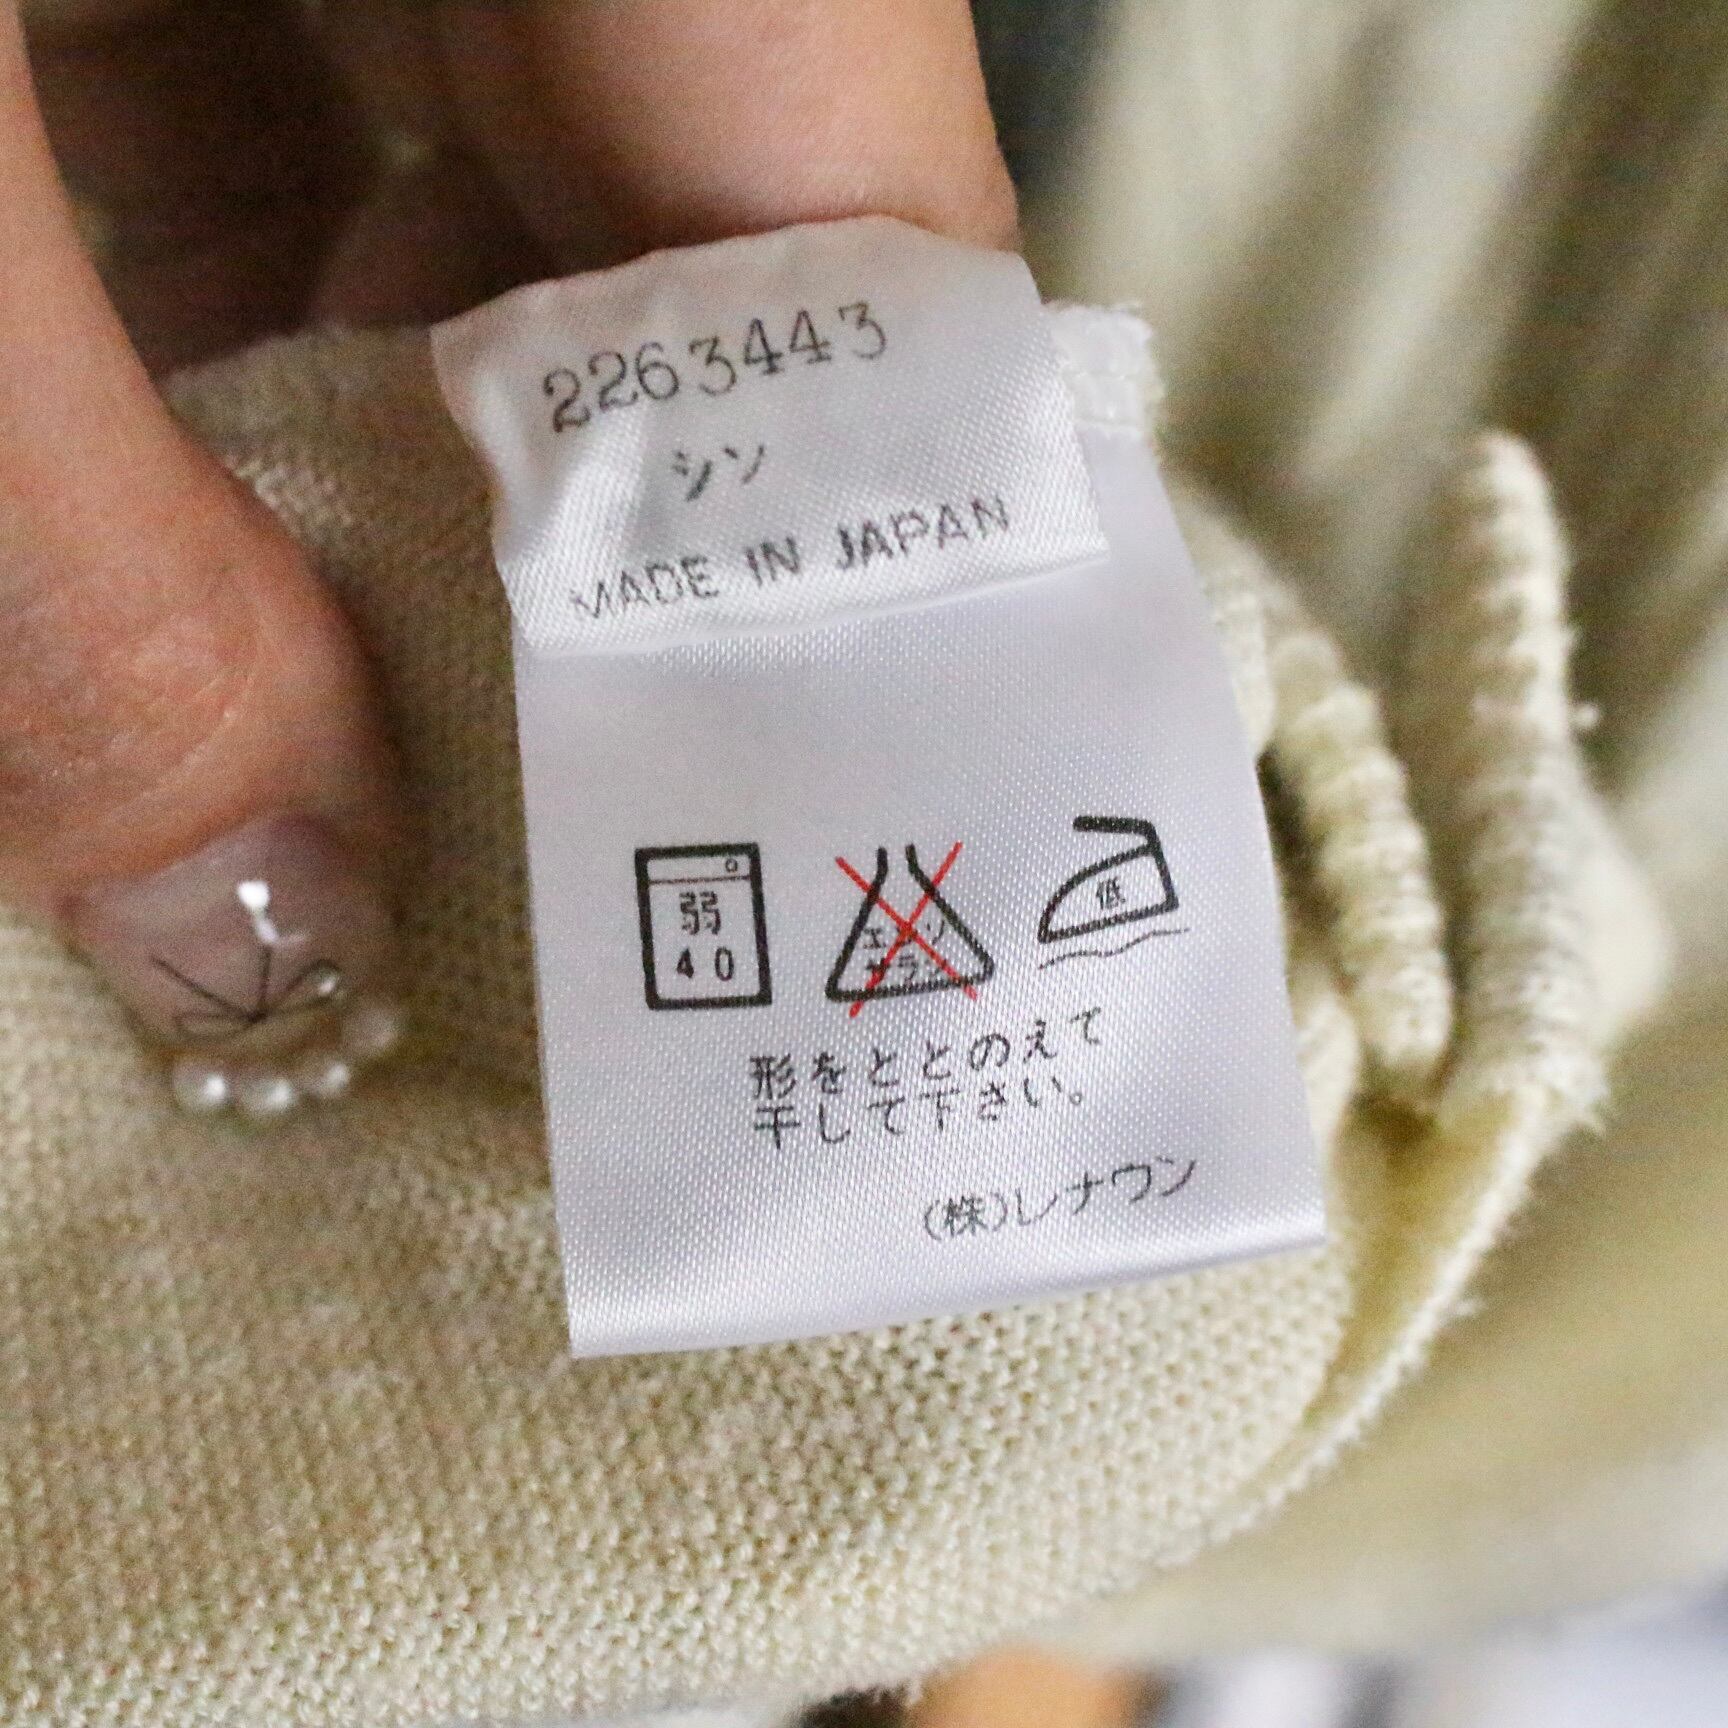 2263443
シン
MADE IN JAPAN
弱
40
エンソ
サラシ
低
形をととのえて
干して下さい。
(株)レナウン